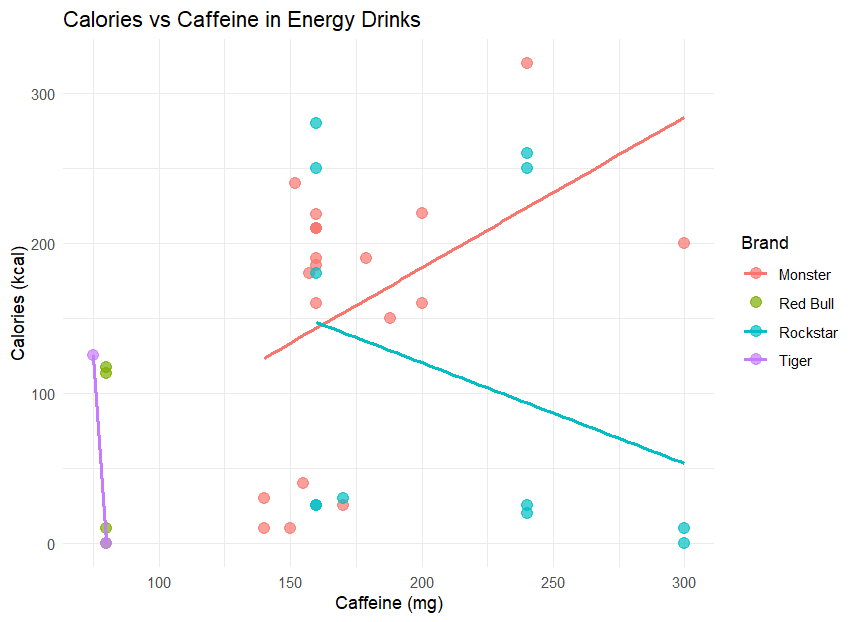 Calories vs Caffeine in Energy Drinks
Calories (kcal)
300
200
100
0
100
150
200
250
300
Caffeine (mg)
Brand
Monster
Red Bull
Rockstar
Tiger